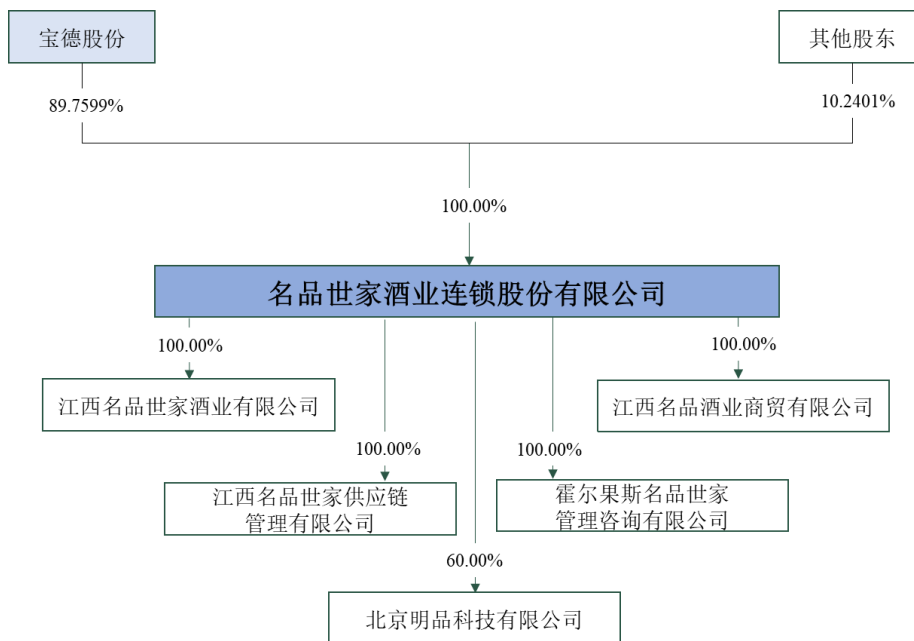 宝德股份
其他股东
89.7599%
10.2401%
100.00%
名品世家酒业连锁股份有限公司
100.00%
100.00%
江西名品世家酒业有限公司
江西名品酒业商贸有限公司
100.00%
100.00%
江西名品世家供应链
管理有限公司
霍尔果斯名品世家
管理咨询有限公司
60.00%
北京明品科技有限公司